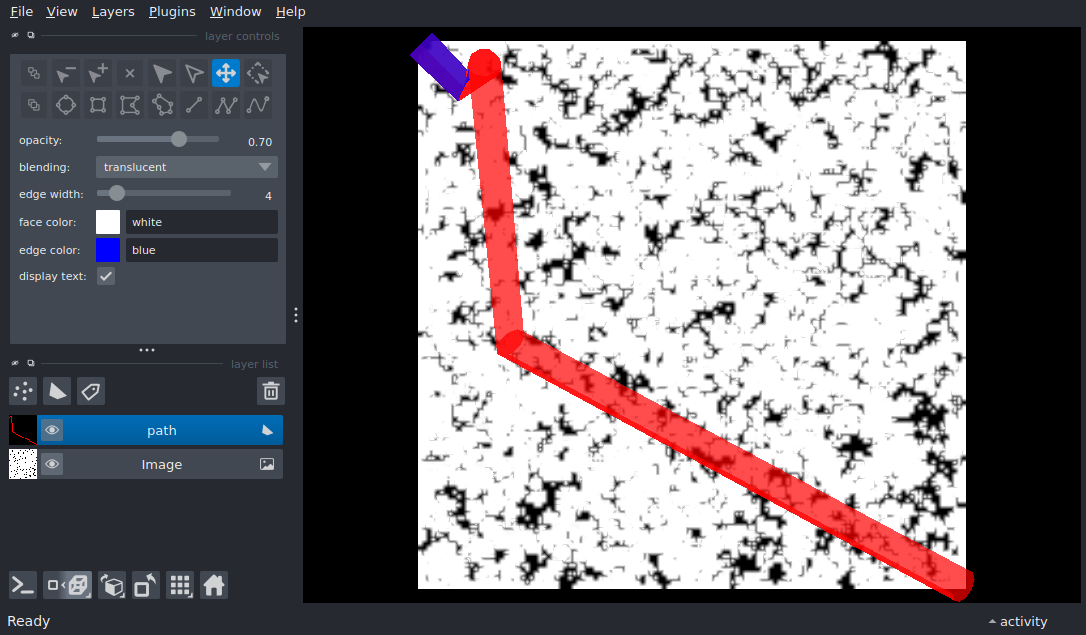 File View Layers Plugins Window Help
layer controls
opacity: 0.70
blending: translucent
edge width: 4
face color: white
edge color: blue
display text:
layer list
path
Image
Ready
activity